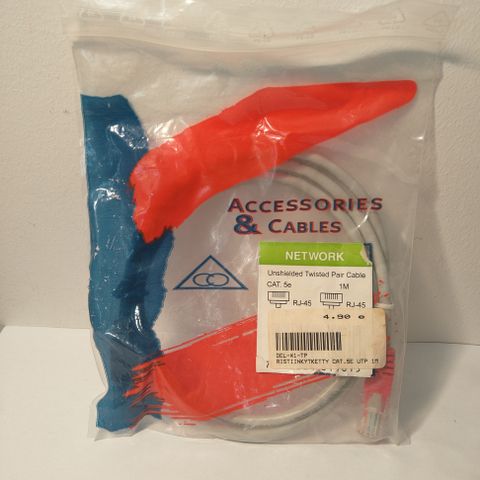 ACCESSORIES
& CABLES
NETWORK
Unshielded Twisted Pair Cable
CAT. 5e 1M
RJ-45 RJ-45
4.90 e
DEL-W1-TP
RISTIINKYTKETTY CAT.5E UTP 1M